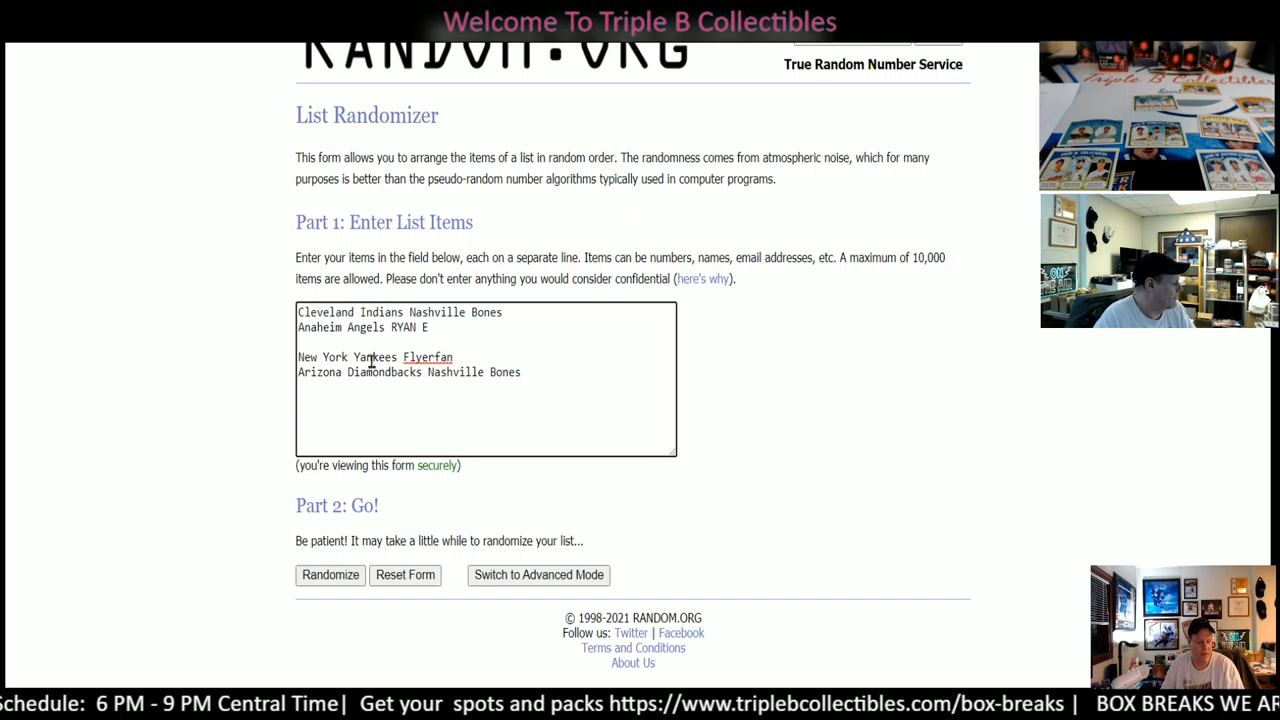 Welcome To Triple B Collectibles
RANDOM.ORG
True Random Number Service
List Randomizer
This form allows you to arrange the items of a list in random order. The randomness comes from atmospheric noise, which for many
purposes is better than the pseudo-random number algorithms typically used in computer programs.
Part 1: Enter List Items
Enter your items in the field below, each on a separate line. Items can be numbers, names, email addresses, etc. A maximum of 10,000
items are allowed. Please don't enter anything you would consider confidential (here's why).
Cleveland Indians Nashville Bones
Anaheim Angels RYAN E
New York Yankees Flyerfan
Arizona Diamondbacks Nashville Bones
(you're viewing this form securely)
Part 2: Go!
Be patient! It may take a little while to randomize your list...
Randomize Reset Form Switch to Advanced Mode
© 1998-2021 RANDOM.ORG
Follow us: Twitter | Facebook
Terms and Conditions
About Us
Triple B Collectibles
ON
THE AIR
Schedule: 6 PM - 9 PM Central Time| Get your spots and packs https://www.triplebcollectibles.com/box-breaks | BOX BREAKS WE AR